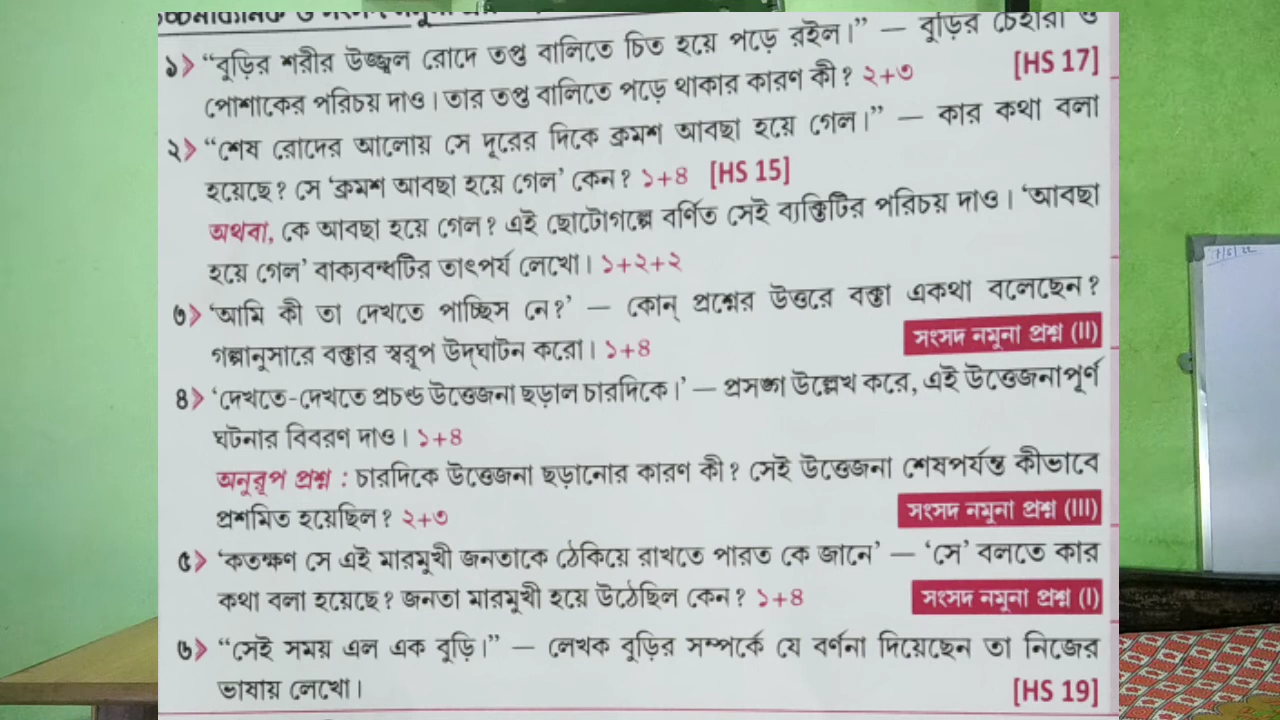 ১> “বুড়ির শরীর উজ্জ্বল রোদে তপ্ত বালিতে চিত হয়ে পড়ে রইল।” — বুড়ির চেহারা ও
পোশাকের পরিচয় দাও। তার তপ্ত বালিতে পড়ে থাকার কারণ কী? ২+৩ [HS 17]
২> “শেষ রোদের আলোয় সে দূরের দিকে ক্রমশ আবছা হয়ে গেল।” — কার কথা বলা
হয়েছে? সে ‘ক্রমশ আবছা হয়ে গেল’ কেন? ১+৪ [HS 15]
অথবা, কে আবছা হয়ে গেল? এই ছোটোগল্পে বর্ণিত সেই ব্যক্তিটির পরিচয় দাও। ‘আবছা
হয়ে গেল’ বাক্যবন্ধটির তাৎপর্য লেখো। ১+২+২
৩> ‘আমি কী তা দেখতে পাচ্ছিস নে?’ — কোন্ প্রশ্নের উত্তরে বক্তা একথা বলেছেন?
গল্পানুসারে বক্তার স্বরূপ উদ্‌ঘাটন করো। ১+৪ সংসদ নমুনা প্রশ্ন (II)
৪> ‘দেখতে-দেখতে প্রচণ্ড উত্তেজনা ছড়াল চারদিকে।’ — প্রসঙ্গ উল্লেখ করে, এই উত্তেজনাপূর্ণ
ঘটনার বিবরণ দাও। ১+৪
অনুরূপ প্রশ্ন : চারদিকে উত্তেজনা ছড়ানোর কারণ কী? সেই উত্তেজনা শেষপর্যন্ত কীভাবে
প্রশমিত হয়েছিল? ২+৩ সংসদ নমুনা প্রশ্ন (III)
৫> ‘কতক্ষণ সে এই মারমুখী জনতাকে ঠেকিয়ে রাখতে পারত কে জানে’ — ‘সে’ বলতে কার
কথা বলা হয়েছে? জনতা মারমুখী হয়ে উঠেছিল কেন? ১+৪ সংসদ নমুনা প্রশ্ন (I)
৬> “সেই সময় এল এক বুড়ি।” — লেখক বুড়ির সম্পর্কে যে বর্ণনা দিয়েছেন তা নিজের
ভাষায় লেখো। [HS 19]